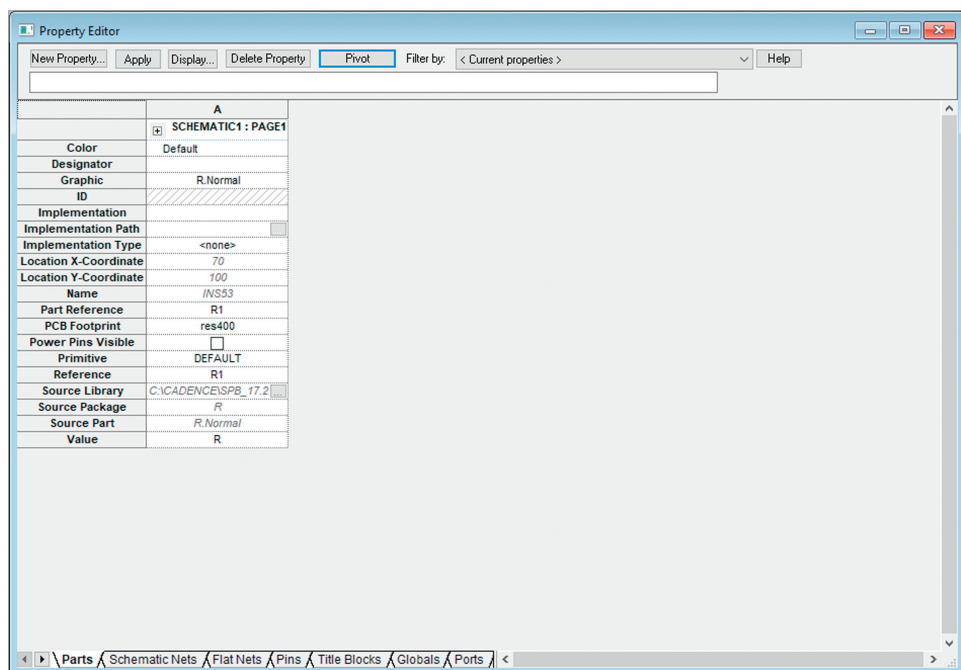 Property Editor
New Property... Apply Display... Delete Property Pivot Filter by: < Current properties > Help
A
SCHEMATIC1 : PAGE1
Color Default
Designator
Graphic R.Normal
ID
Implementation
Implementation Path
Implementation Type <none>
Location X-Coordinate 70
Location Y-Coordinate 100
Name INS53
Part Reference R1
PCB Footprint res400
Power Pins Visible
Primitive DEFAULT
Reference R1
Source Library C:\CADENCE\SPB_17.2 ...
Source Package R
Source Part R.Normal
Value R
Parts Schematic Nets Flat Nets Pins Title Blocks Globals Ports